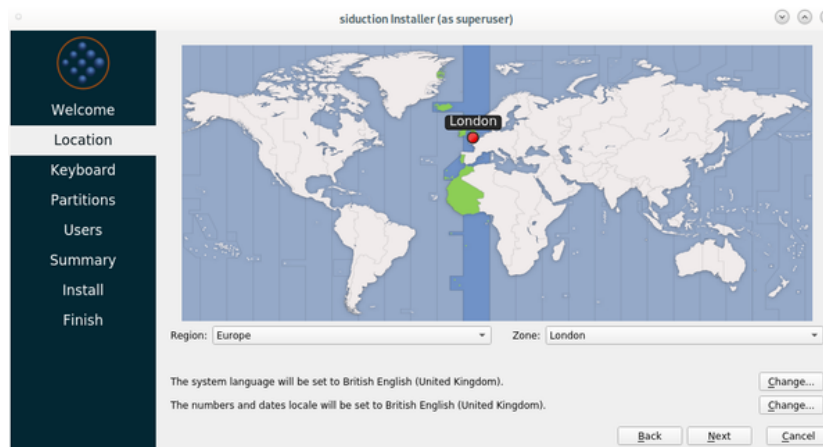 siduction Installer (as superuser)
Welcome
Location
Keyboard
Partitions
Users
Summary
Install
Finish
London
Region: Europe Zone: London
The system language will be set to British English (United Kingdom). Change...
The numbers and dates locale will be set to British English (United Kingdom). Change...
Back Next Cancel